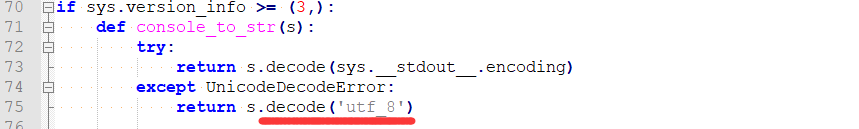 70 if sys.version_info >= (3,):
71 def console_to_str(s):
72 try:
73 return s.decode(sys.__stdout__.encoding)
74 except UnicodeDecodeError:
75 return s.decode('utf_8')
76